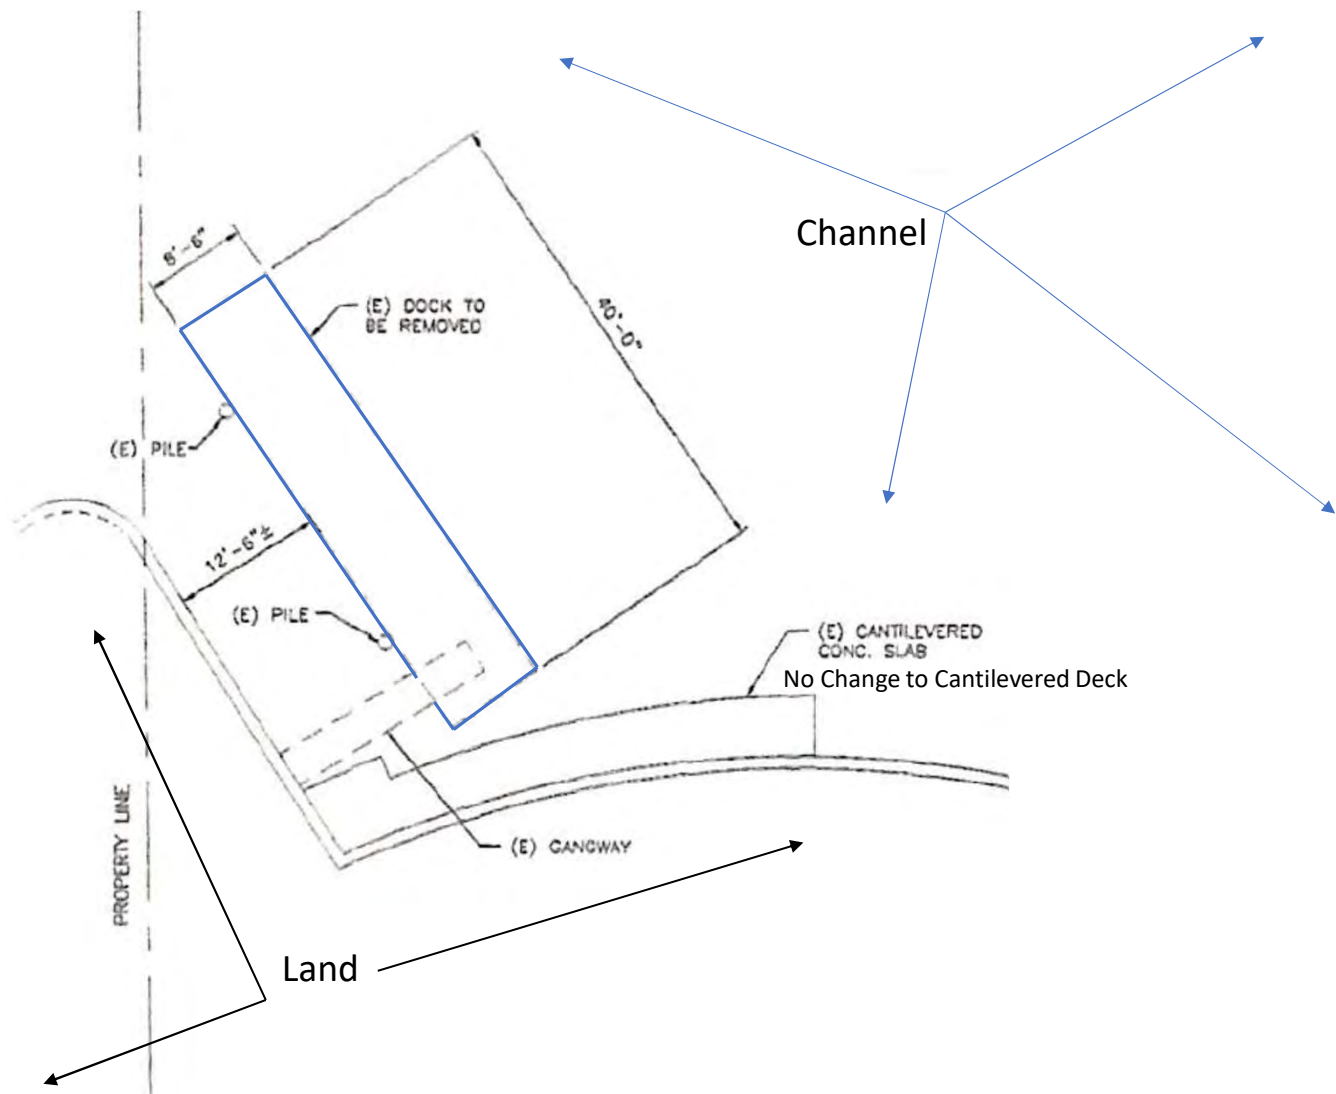 8'-6"
Channel
(E) DOCK TO
BE REMOVED
40'-0"
(E) PILE
12'-6"±
(E) PILE
(E) CANTILEVERED
CONC. SLAB
No Change to Cantilevered Deck
PROPERTY LINE
(E) GANGWAY
Land